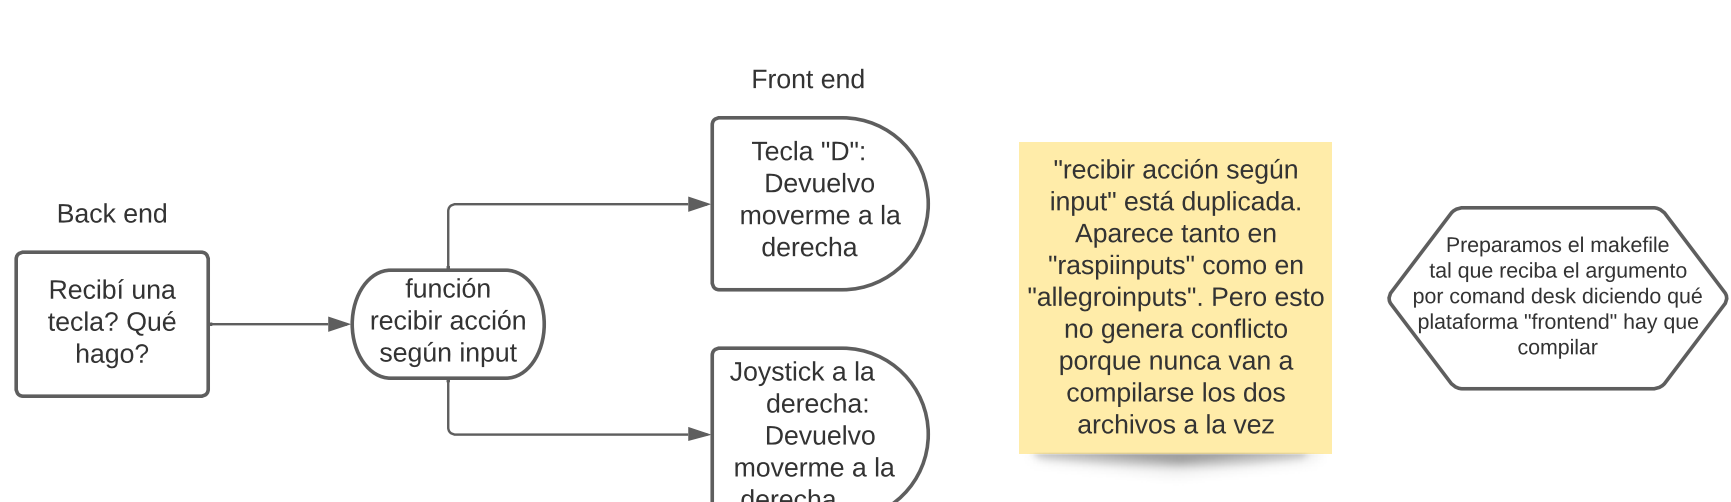 Back end
Recibí una
tecla? Qué
hago?
función
recibir acción
según input
Front end
Tecla "D":
Devuelvo
moverme a la
derecha
Joystick a la
derecha:
Devuelvo
moverme a la
derecha
"recibir acción según
input" está duplicada.
Aparece tanto en
"raspiinputs" como en
"allegroinputs". Pero esto
no genera conflicto
porque nunca van a
compilarse los dos
archivos a la vez
Preparamos el makefile
tal que reciba el argumento
por comand desk diciendo qué
plataforma "frontend" hay que
compilar